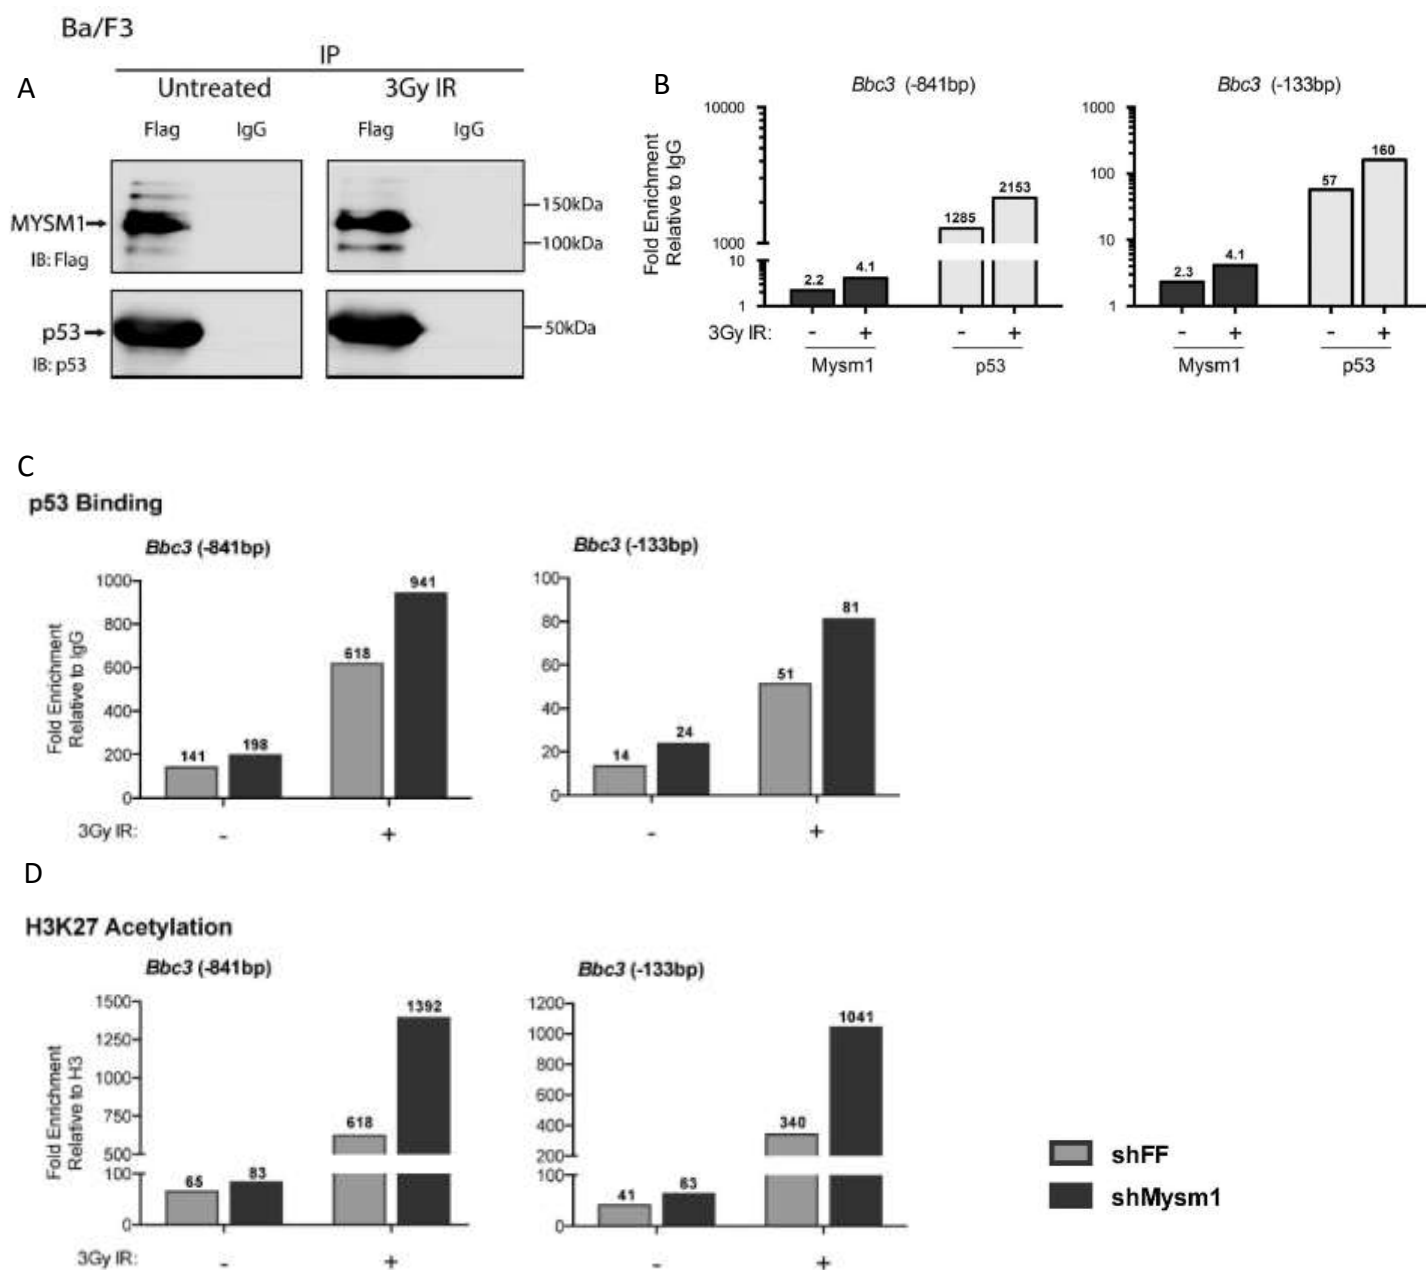 Ba/F3
IP
A
Untreated 3Gy IR
Flag IgG Flag IgG
150kDa
MYSM1
100kDa
IB: Flag
p53
50kDa
IB: p53
B
Bbc3 (-841bp)
Fold Enrichment
Relative to IgG
10000
1000
10
1
2.2 4.1 1285 2153
3Gy IR: - + - +
Mysm1 p53
Bbc3 (-133bp)
1000
100
10
1
2.3 4.1 57 160
- + - +
Mysm1 p53
C
p53 Binding
Bbc3 (-841bp)
Fold Enrichment
Relative to IgG
1000
800
600
400
200
0
141 198 618 941
3Gy IR: - +
Bbc3 (-133bp)
100
80
60
40
20
0
14 24 51 81
- +
D
H3K27 Acetylation
Bbc3 (-841bp)
Fold Enrichment
Relative to H3
1500
1250
1000
750
500
100
0
65 83 618 1392
3Gy IR: - +
Bbc3 (-133bp)
1200
1000
800
600
400
200
100
0
41 63 340 1041
- +
shFF
shMysm1